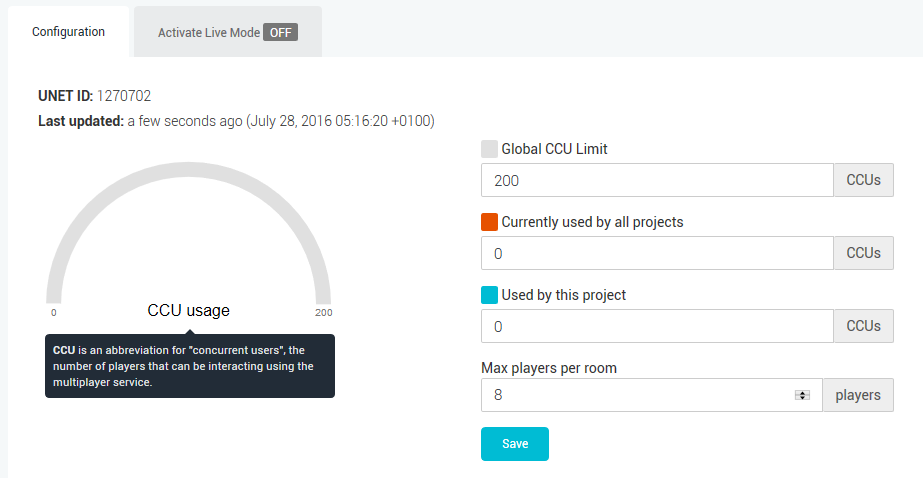 Configuration
Activate Live Mode OFF
UNET ID: 1270702
Last updated: a few seconds ago (July 28, 2016 05:16:20 +0100)
0
CCU usage
200
CCU is an abbreviation for "concurrent users", the
number of players that can be interacting using the
multiplayer service.
Global CCU Limit
200 CCUs
Currently used by all projects
0 CCUs
Used by this project
0 CCUs
Max players per room
8 players
Save